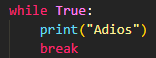 while True:
    print("Adios")
    break